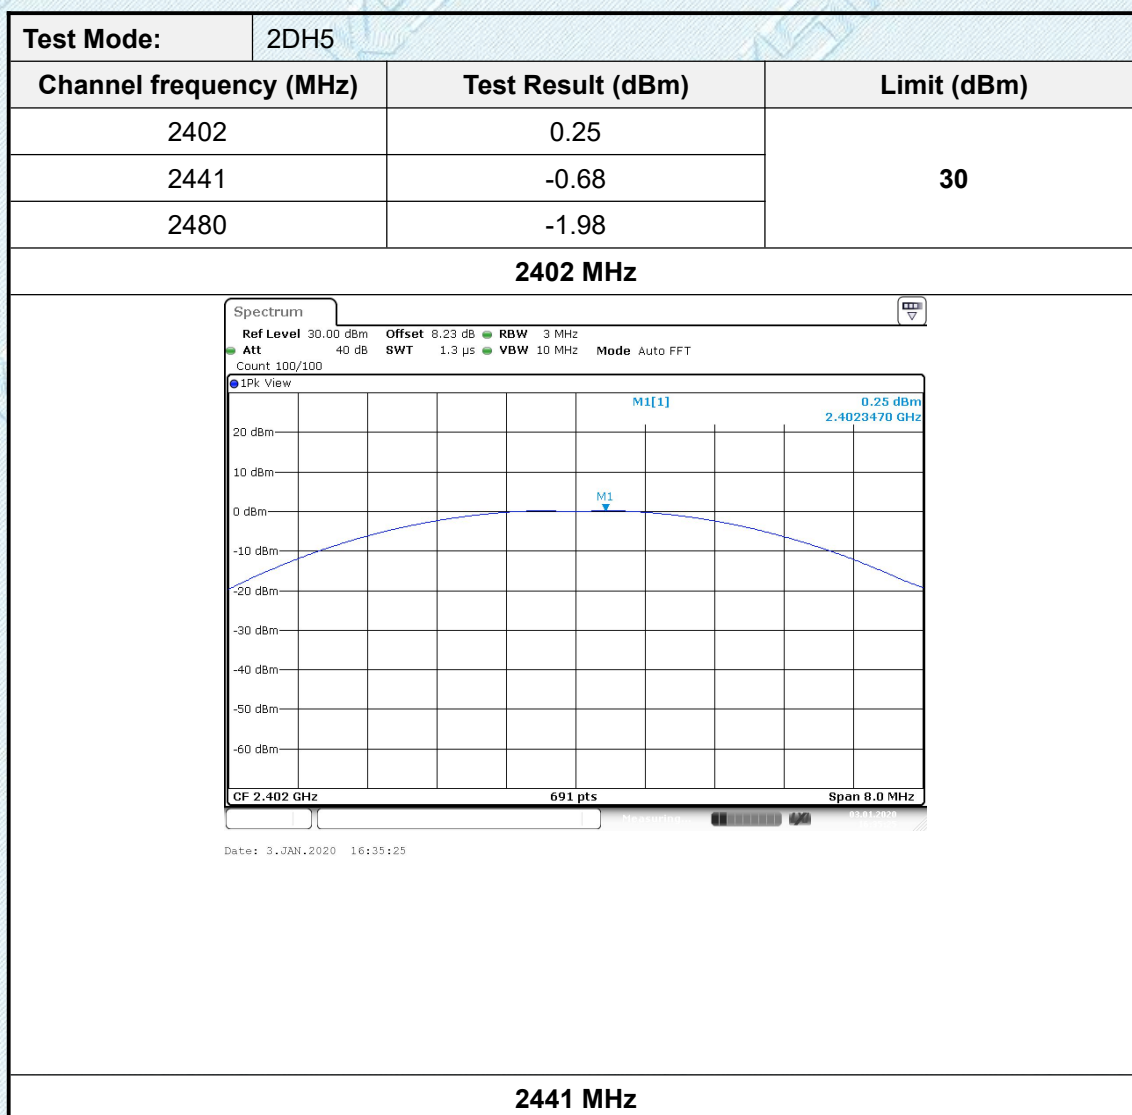 Test Mode: 2DH5
Channel frequency (MHz) Test Result (dBm) Limit (dBm)
2402 0.25
2441 -0.68 30
2480 -1.98
2402 MHz
Spectrum
Ref Level 30.00 dBm Offset 8.23 dB RBW 3 MHz
Att 40 dB SWT 1.3 µs VBW 10 MHz Mode Auto FFT
Count 100/100
1Pk View
M1[1] 0.25 dBm
2.4023470 GHz
20 dBm
10 dBm
M1
0 dBm
-10 dBm
-20 dBm
-30 dBm
-40 dBm
-50 dBm
-60 dBm
CF 2.402 GHz 691 pts Span 8.0 MHz
Measuring... 03.01.2020
Date: 3.JAN.2020 16:35:25
2441 MHz